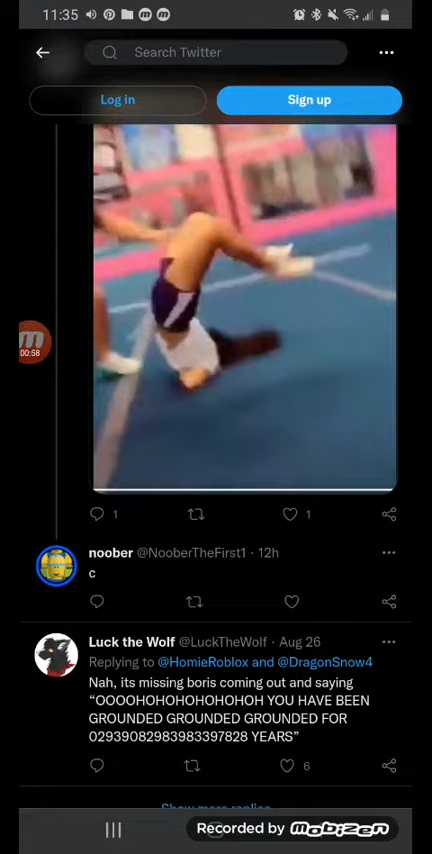 11:35
Search Twitter
Log in
Sign up
00:58
1
1
noober @NooberTheFirst1 · 12h
c
Luck the Wolf @LuckTheWolf · Aug 26
Replying to @HomieRoblox and @DragonSnow4
Nah, its missing boris coming out and saying
“OOOOHOHOHOHOHOH YOU HAVE BEEN
GROUNDED GROUNDED GROUNDED FOR
02939082983983397828 YEARS”
6
Show more replies
Recorded by mobizen